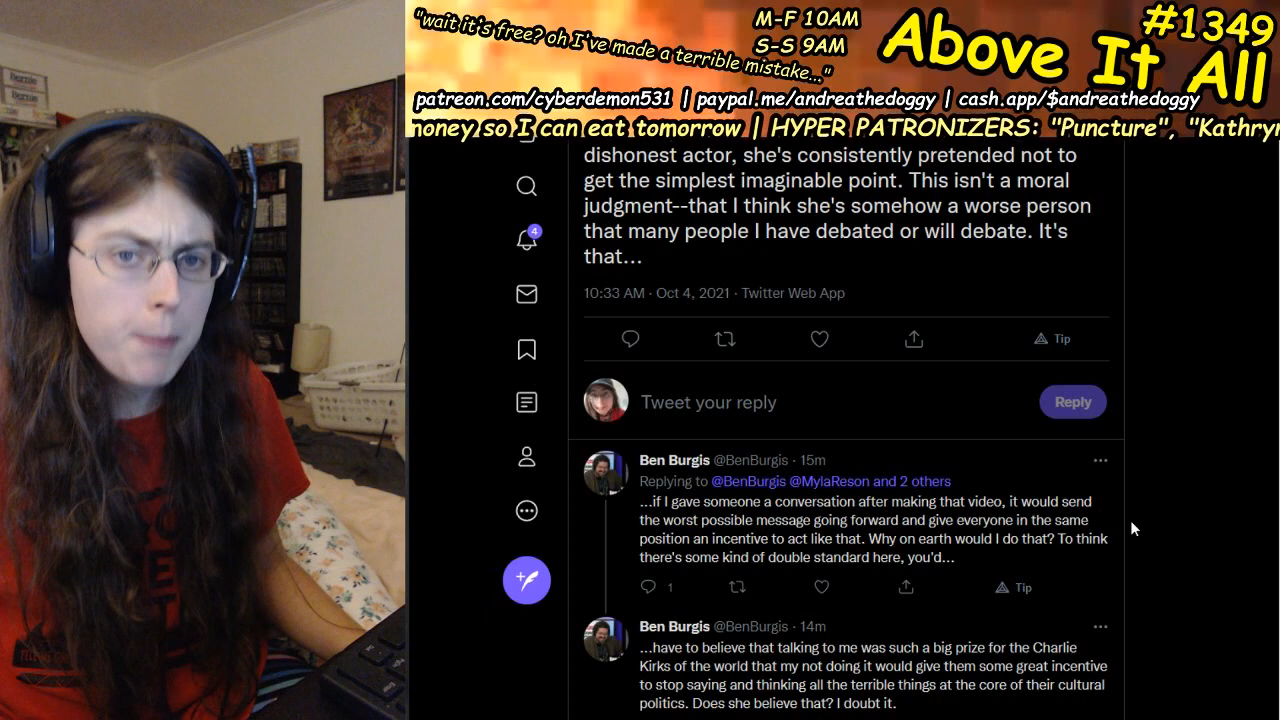 "wait it's free? oh I've made a terrible mistake..."
M-F 10AM
S-S 9AM
#1349
Above It All
patreon.com/cyberdemon531 | paypal.me/andreathedoggy | cash.app/$andreathedoggy
money so I can eat tomorrow | HYPER PATRONIZERS: "Puncture", "Kathryn
Bernie
Bernie
dishonest actor, she's consistently pretended not to
get the simplest imaginable point. This isn't a moral
judgment--that I think she's somehow a worse person
that many people I have debated or will debate. It's
that...
10:33 AM · Oct 4, 2021 · Twitter Web App
4
Tip
Tweet your reply
Reply
Ben Burgis @BenBurgis · 15m
Replying to @BenBurgis @MylaReson and 2 others
...if I gave someone a conversation after making that video, it would send
the worst possible message going forward and give everyone in the same
position an incentive to act like that. Why on earth would I do that? To think
there's some kind of double standard here, you'd...
1
Tip
Ben Burgis @BenBurgis · 14m
...have to believe that talking to me was such a big prize for the Charlie
Kirks of the world that my not doing it would give them some great incentive
to stop saying and thinking all the terrible things at the core of their cultural
politics. Does she believe that? I doubt it.